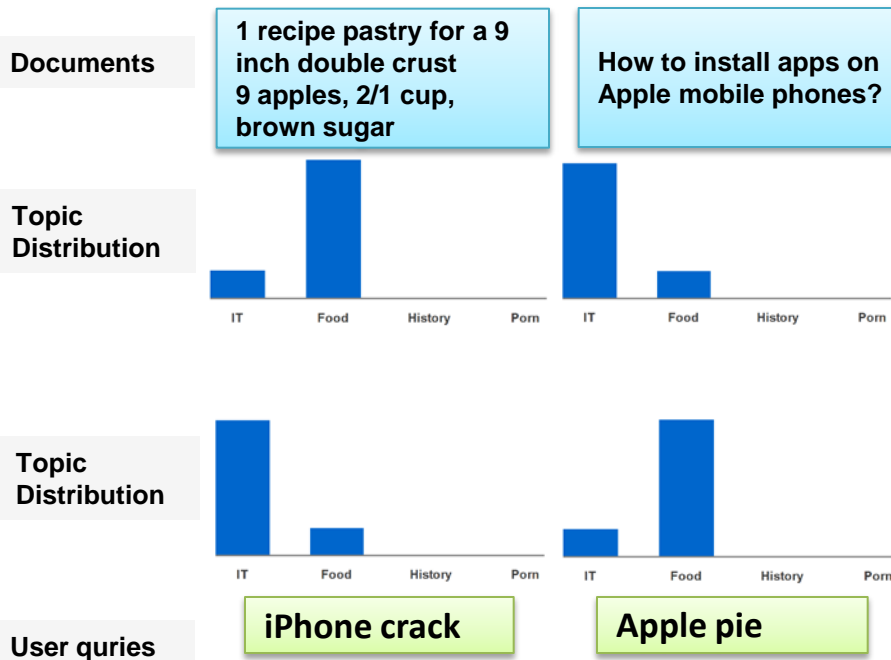 Documents
1 recipe pastry for a 9
inch double crust
9 apples, 2/1 cup,
brown sugar
How to install apps on
Apple mobile phones?
Topic
Distribution
IT Food History Porn
IT Food History Porn
Topic
Distribution
IT Food History Porn
IT Food History Porn
User quries
iPhone crack
Apple pie